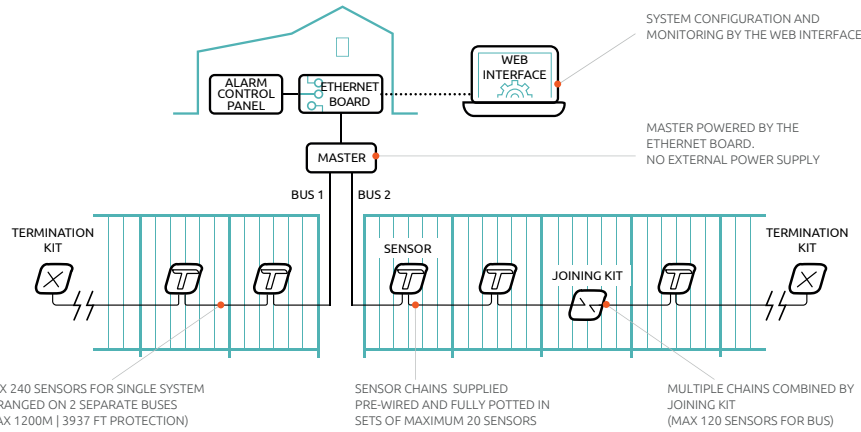 SYSTEM CONFIGURATION AND
MONITORING BY THE WEB INTERFACE
WEB
INTERFACE
ALARM
CONTROL
PANEL
ETHERNET
BOARD
MASTER POWERED BY THE
ETHERNET BOARD.
NO EXTERNAL POWER SUPPLY
MASTER
BUS 1
BUS 2
TERMINATION
KIT
SENSOR
JOINING KIT
TERMINATION
KIT
X 240 SENSORS FOR SINGLE SYSTEM
RANGED ON 2 SEPARATE BUSES
AX 1200M | 3937 FT PROTECTION)
SENSOR CHAINS SUPPLIED
PRE-WIRED AND FULLY POTTED IN
SETS OF MAXIMUM 20 SENSORS
MULTIPLE CHAINS COMBINED BY
JOINING KIT
(MAX 120 SENSORS FOR BUS)